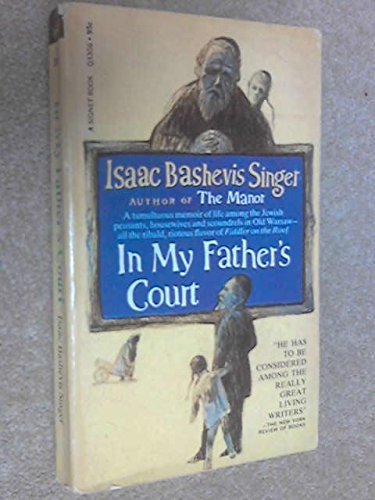 A SIGNET BOOK • Q3306 • 95c
Isaac Bashevis Singer
AUTHOR OF The Manor
A tumultuous memoir of life among the Jewish
peasants, housewives and scoundrels in Old Warsaw—
all the ribald, riotous flavor of Fiddler on the Roof
In My Father's
Court
"HE HAS
TO BE
CONSIDERED
AMONG THE
REALLY
GREAT
LIVING
WRITERS"
—THE NEW YORK
REVIEW OF BOOKS
Isaac Bashevis Singer